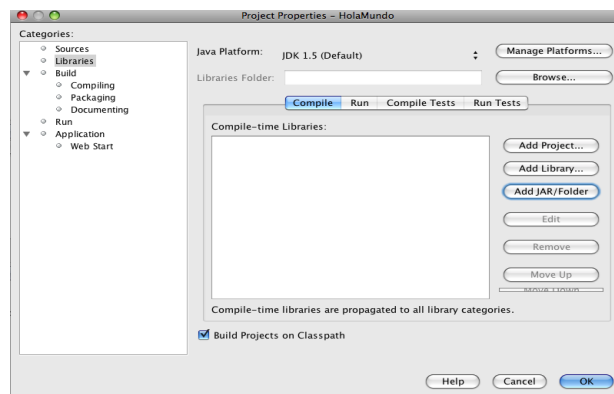 Project Properties – HolaMundo
Categories:
Sources
Libraries
Build
Compiling
Packaging
Documenting
Run
Application
Web Start
Java Platform: JDK 1.5 (Default) Manage Platforms...
Libraries Folder: Browse...
Compile Run Compile Tests Run Tests
Compile-time Libraries:
Add Project...
Add Library...
Add JAR/Folder
Edit
Remove
Move Up
Move Down
Compile-time libraries are propagated to all library categories.
Build Projects on Classpath
Help Cancel OK